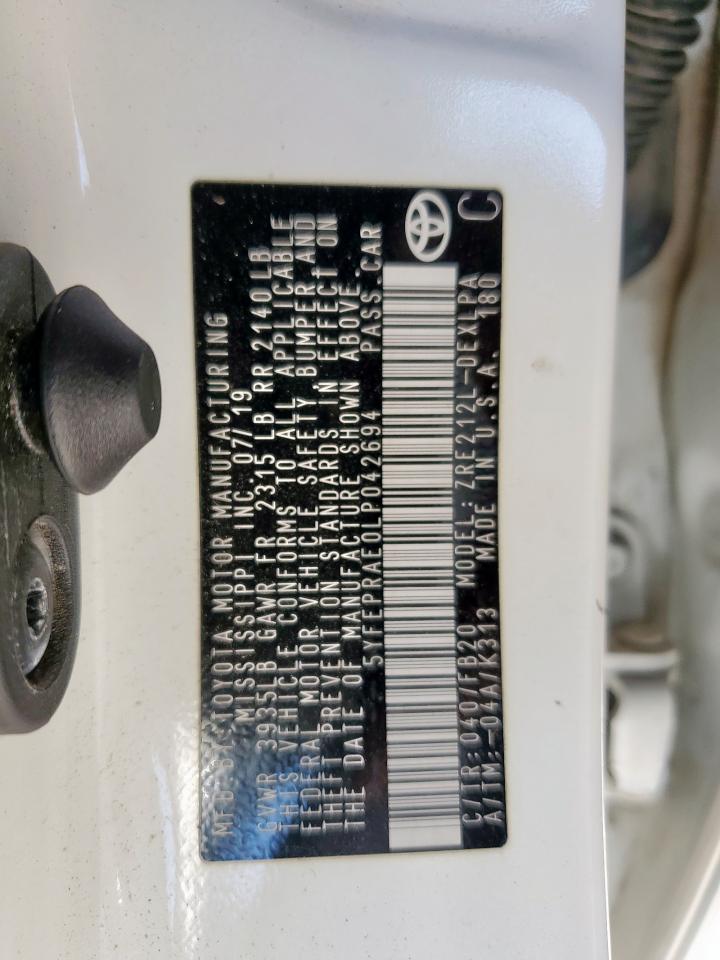 MFD. BY: TOYOTA MOTOR MANUFACTURING
MISSISSIPPI INC. 07/19
GVWR 3935LB GAWR FR 2315 LB RR 2140LB
THIS VEHICLE CONFORMS TO ALL APPLICABLE
FEDERAL MOTOR VEHICLE SAFETY BUMPER AND
THEFT PREVENTION STANDARDS IN EFFECT ON
THE DATE OF MANUFACTURE SHOWN ABOVE.
5YFEPRAE0LP042694 PASS. CAR
C/TR: 040/FB20 MODEL: ZRE212L-DEXLPA
A/TM: -04A/K313 MADE IN U.S.A. 180 C